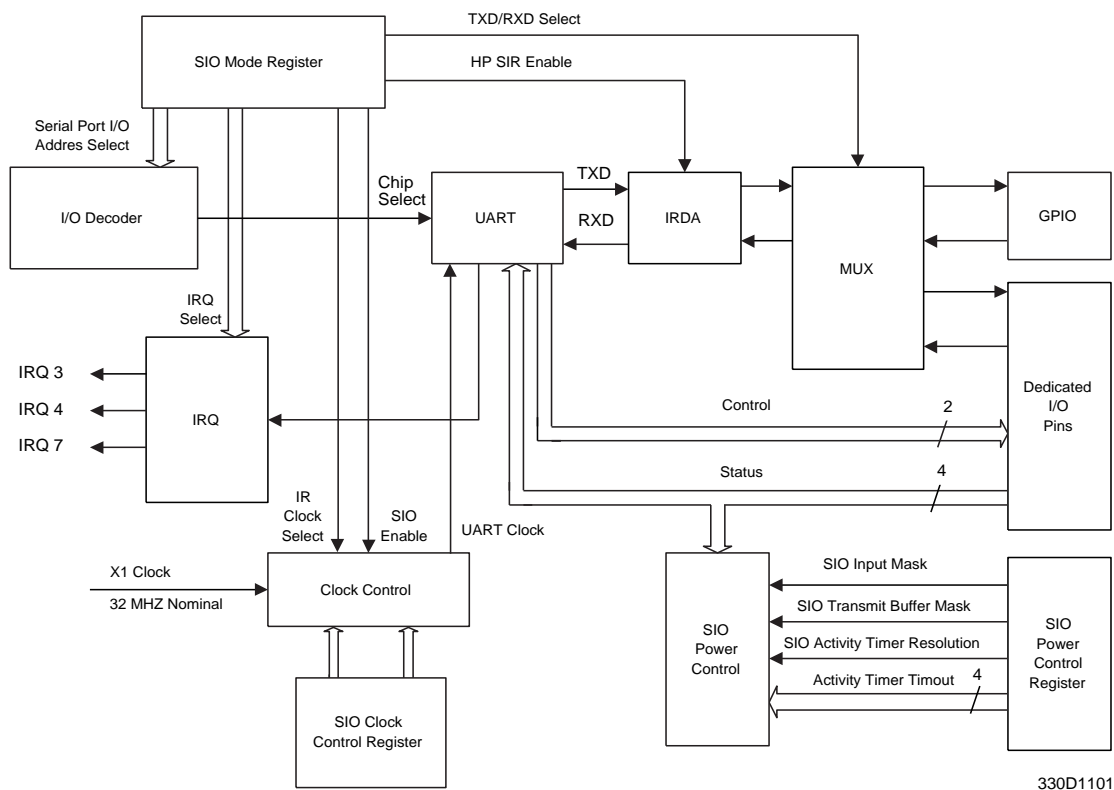 TXD/RXD Select
SIO Mode Register
HP SIR Enable
Serial Port I/O
Addres Select
I/O Decoder
Chip
Select
UART
TXD
RXD
IRDA
MUX
GPIO
IRQ
Select
IRQ 3
IRQ 4
IRQ 7
IRQ
Dedicated
I/O
Pins
Control
2
Status
4
IR
Clock
Select
SIO
Enable
UART Clock
X1 Clock
32 MHZ Nominal
Clock Control
SIO Clock
Control Register
SIO
Power
Control
SIO Input Mask
SIO Transmit Buffer Mask
SIO Activity Timer Resolution
Activity Timer Timout
4
SIO
Power
Control
Register
330D1101